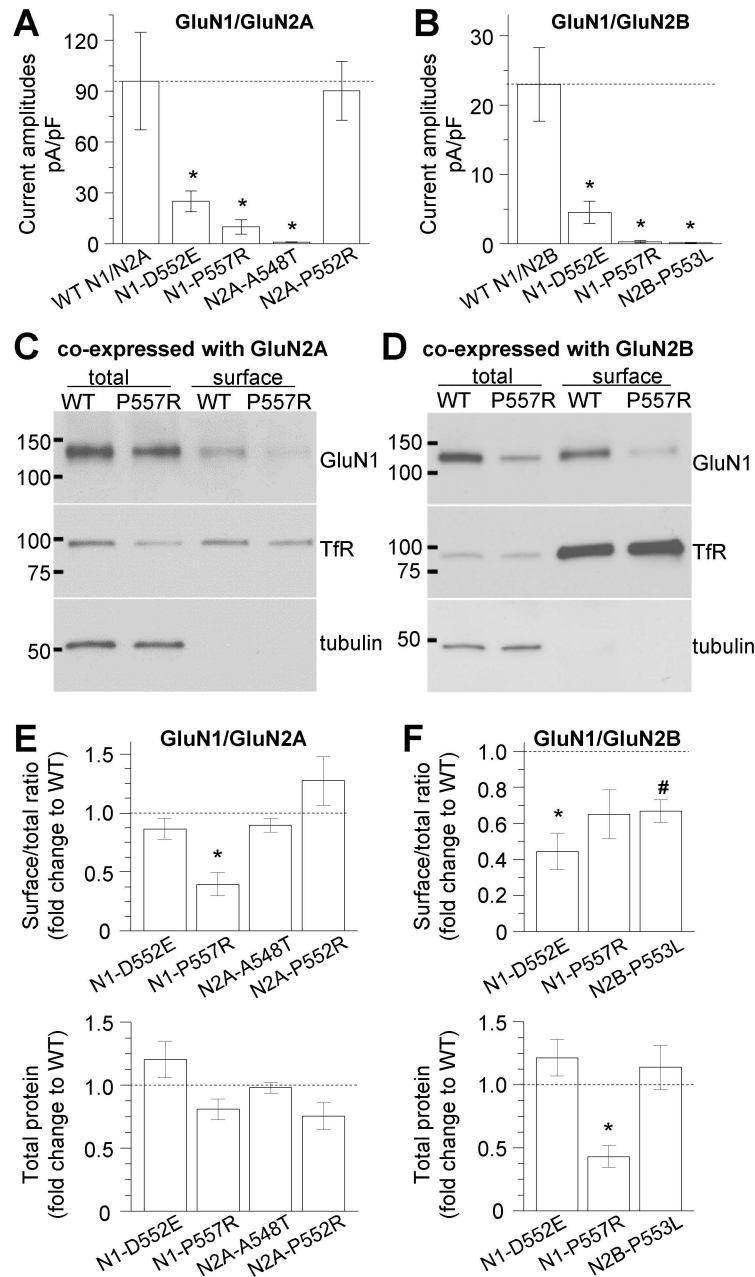 A GluN1/GluN2A
Current amplitudes
pA/pF
120
90
60
30
0
*
*
*
WT N1/N2A
N1-D552E
N1-P557R
N2A-A548T
N2A-P552R
B GluN1/GluN2B
Current amplitudes
pA/pF
30
20
10
0
*
*
*
WT N1/N2B
N1-D552E
N1-P557R
N2B-P553L
C co-expressed with GluN2A
total surface
WT P557R WT P557R
150
100
GluN1
100
75
TfR
50
tubulin
D co-expressed with GluN2B
total surface
WT P557R WT P557R
150
100
GluN1
100
75
TfR
50
tubulin
E GluN1/GluN2A
Surface/total ratio
(fold change to WT)
1.5
1.0
0.5
0
*
N1-D552E
N1-P557R
N2A-A548T
N2A-P552R
Total protein
(fold change to WT)
1.5
1.0
0.5
0
N1-D552E
N1-P557R
N2A-A548T
N2A-P552R
F GluN1/GluN2B
Surface/total ratio
(fold change to WT)
1.0
0.8
0.6
0.4
0.2
0
*
#
N1-D552E
N1-P557R
N2B-P553L
Total protein
(fold change to WT)
1.5
1.0
0.5
0
*
N1-D552E
N1-P557R
N2B-P553L